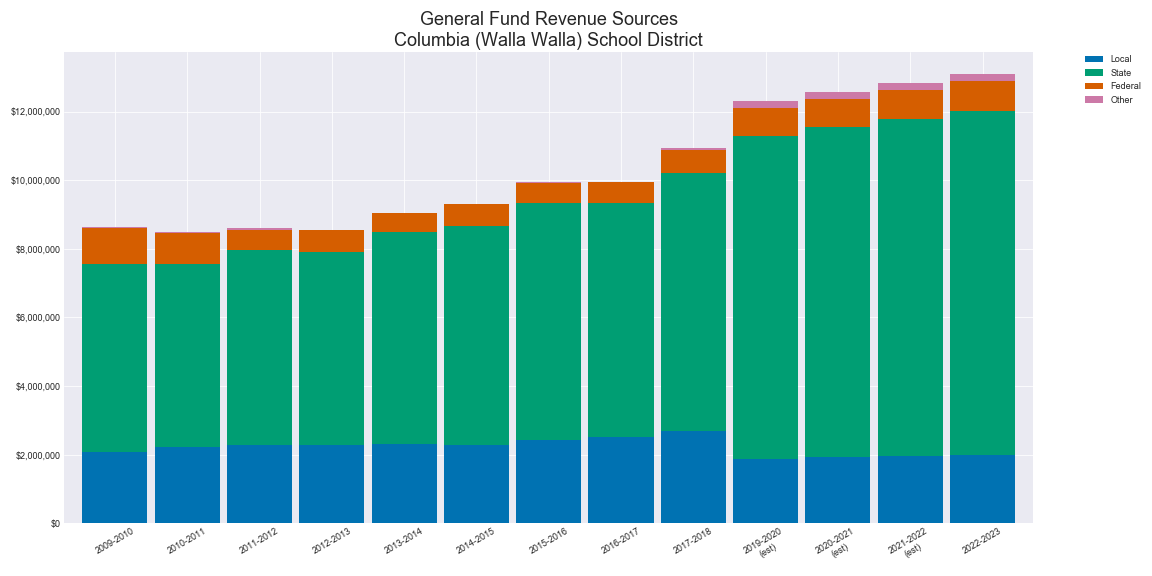 General Fund Revenue Sources
Columbia (Walla Walla) School District
Local
State
Federal
Other
$12,000,000
$10,000,000
$8,000,000
$6,000,000
$4,000,000
$2,000,000
$0
2009-2010
2010-2011
2011-2012
2012-2013
2013-2014
2014-2015
2015-2016
2016-2017
2017-2018
2019-2020
(est)
2020-2021
(est)
2021-2022
(est)
2022-2023